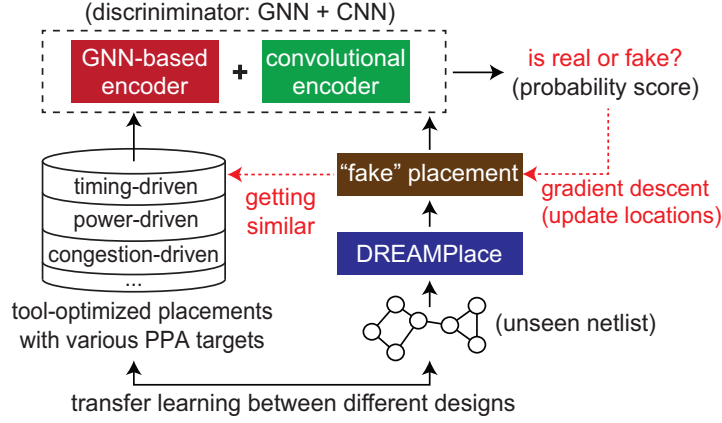 (discriniminator: GNN + CNN)
GNN-based
encoder
+
convolutional
encoder
is real or fake?
(probability score)
timing-driven
power-driven
congestion-driven
...
getting
similar
“fake” placement
gradient descent
(update locations)
DREAMPlace
tool-optimized placements
with various PPA targets
(unseen netlist)
transfer learning between different designs